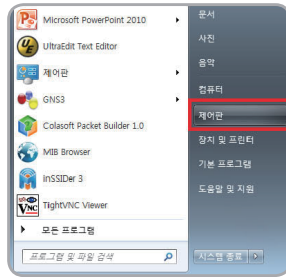 Microsoft PowerPoint 2010
UltraEdit Text Editor
제어판
GNS3
Colasoft Packet Builder 1.0
MIB Browser
inSSIDer 3
TightVNC Viewer
모든 프로그램
프로그램 및 파일 검색
문서
사진
음악
컴퓨터
제어판
장치 및 프린터
기본 프로그램
도움말 및 지원
시스템 종료